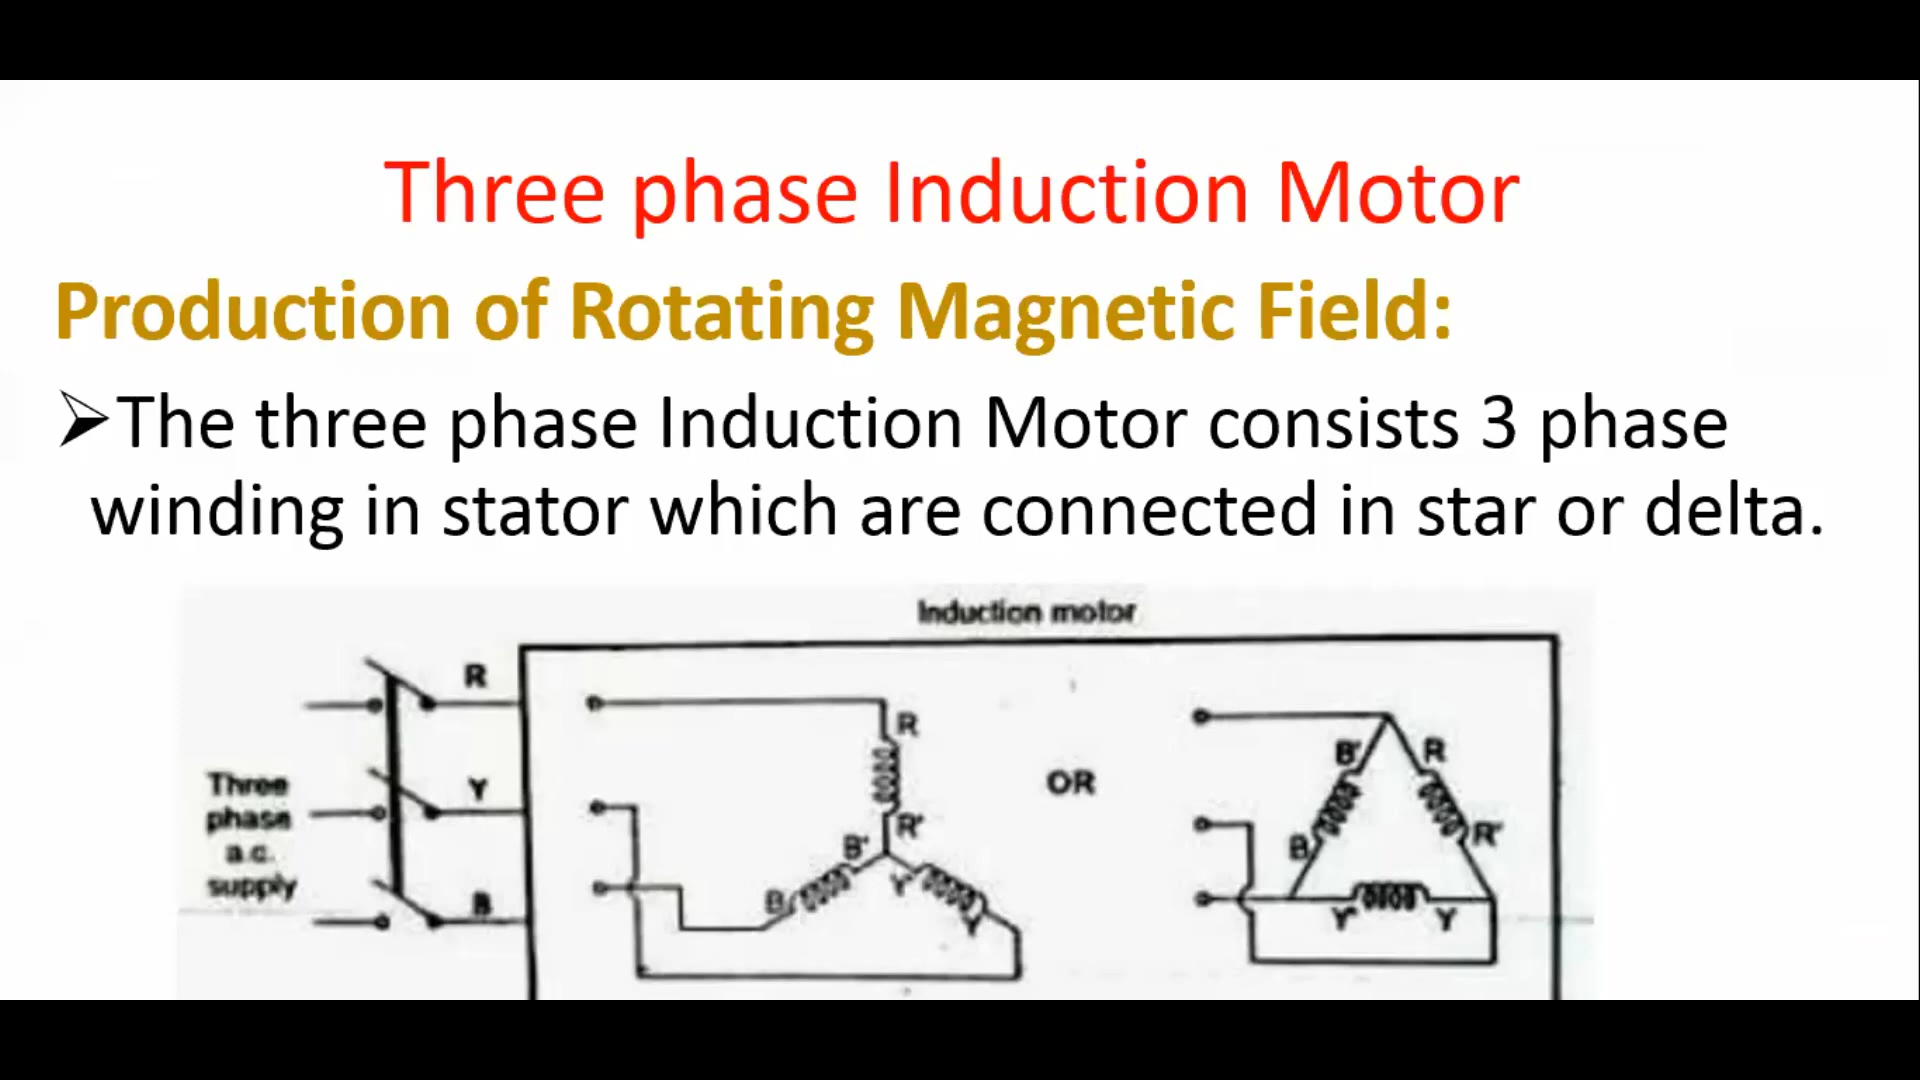 Three phase Induction Motor
Production of Rotating Magnetic Field:
➢The three phase Induction Motor consists 3 phase
winding in stator which are connected in star or delta.
Induction motor
Three
phase
a.c.
supply
R
Y
B
R
R'
B'
B
Y'
Y
OR
B'
R
B
R'
Y'
Y